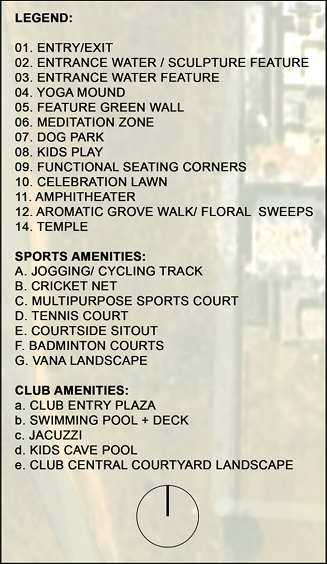 LEGEND:
01. ENTRY/EXIT
02. ENTRANCE WATER / SCULPTURE FEATURE
03. ENTRANCE WATER FEATURE
04. YOGA MOUND
05. FEATURE GREEN WALL
06. MEDITATION ZONE
07. DOG PARK
08. KIDS PLAY
09. FUNCTIONAL SEATING CORNERS
10. CELEBRATION LAWN
11. AMPHITHEATER
12. AROMATIC GROVE WALK/ FLORAL SWEEPS
14. TEMPLE
SPORTS AMENITIES:
A. JOGGING/ CYCLING TRACK
B. CRICKET NET
C. MULTIPURPOSE SPORTS COURT
D. TENNIS COURT
E. COURTSIDE SITOUT
F. BADMINTON COURTS
G. VANA LANDSCAPE
CLUB AMENITIES:
a. CLUB ENTRY PLAZA
b. SWIMMING POOL + DECK
c. JACUZZI
d. KIDS CAVE POOL
e. CLUB CENTRAL COURTYARD LANDSCAPE